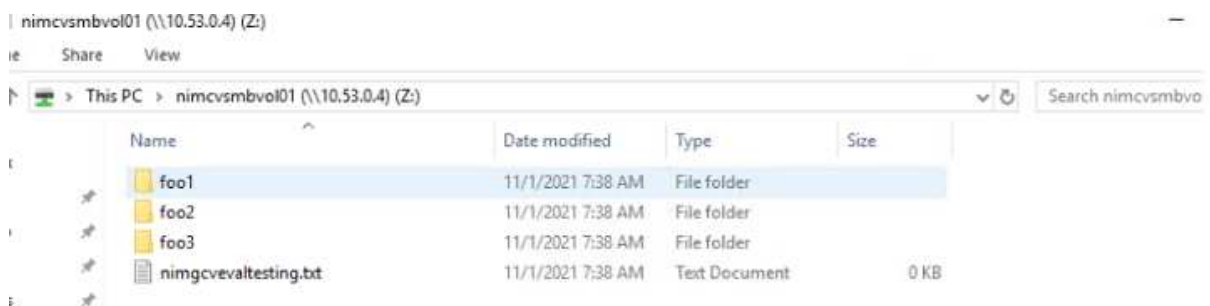 nimcvsmbvol01 (\\10.53.0.4) (Z:)
Share View
This PC > nimcvsmbvol01 (\\10.53.0.4) (Z:) Search nimcvsmbvo
Name Date modified Type Size
foo1 11/1/2021 7:38 AM File folder
foo2 11/1/2021 7:38 AM File folder
foo3 11/1/2021 7:38 AM File folder
nimgcvevaltesting.txt 11/1/2021 7:38 AM Text Document 0 KB